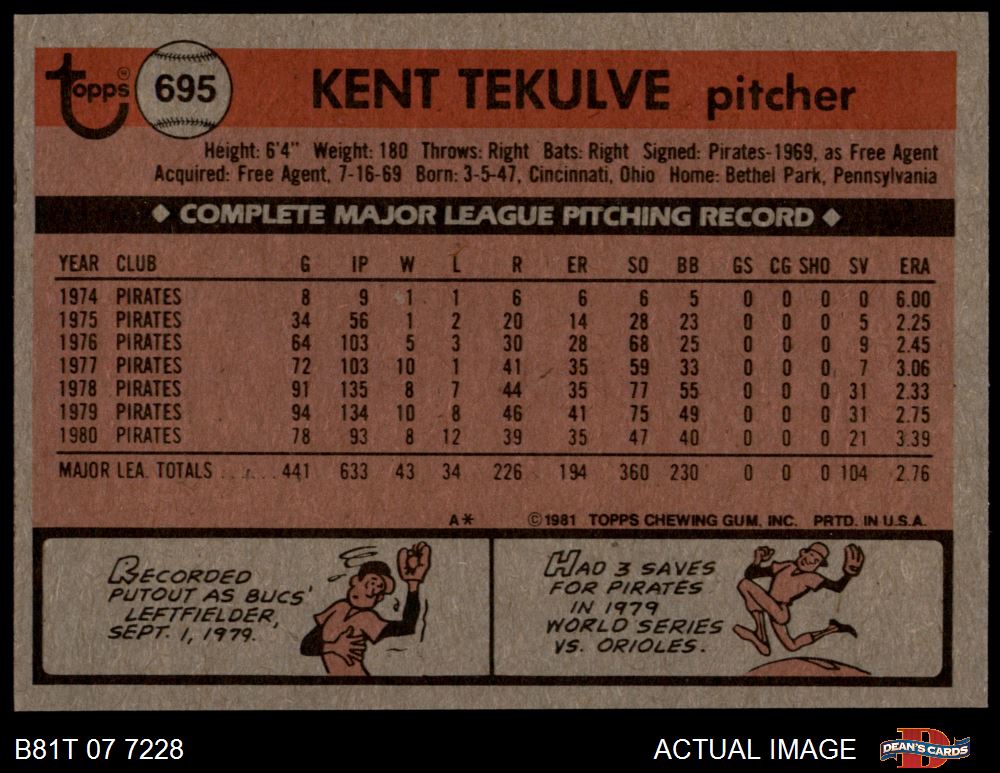 topps® 695 KENT TEKULVE pitcher
Height: 6'4" Weight: 180 Throws: Right Bats: Right Signed: Pirates-1969, as Free Agent
Acquired: Free Agent, 7-16-69 Born: 3-5-47, Cincinnati, Ohio Home: Bethel Park, Pennsylvania
◆ COMPLETE MAJOR LEAGUE PITCHING RECORD ◆
YEAR CLUB G IP W L R ER SO BB GS CG SHO SV ERA
1974 PIRATES 8 9 1 1 6 6 6 5 0 0 0 0 6.00
1975 PIRATES 34 56 1 2 20 14 28 23 0 0 0 5 2.25
1976 PIRATES 64 103 5 3 30 28 68 25 0 0 0 9 2.45
1977 PIRATES 72 103 10 1 41 35 59 33 0 0 0 7 3.06
1978 PIRATES 91 135 8 7 44 35 77 55 0 0 0 31 2.33
1979 PIRATES 94 134 10 8 46 41 75 49 0 0 0 31 2.75
1980 PIRATES 78 93 8 12 39 35 47 40 0 0 0 21 3.39
MAJOR LEA. TOTALS ..... 441 633 43 34 226 194 360 230 0 0 0 104 2.76
A* ©1981 TOPPS CHEWING GUM, INC. PRTD. IN U.S.A.
RECORDED
PUTOUT AS BUCS'
LEFTFIELDER,
SEPT. 1, 1979.
HAD 3 SAVES
FOR PIRATES
IN 1979
WORLD SERIES
VS. ORIOLES.
B81T 07 7228 ACTUAL IMAGE DEAN'S CARDS